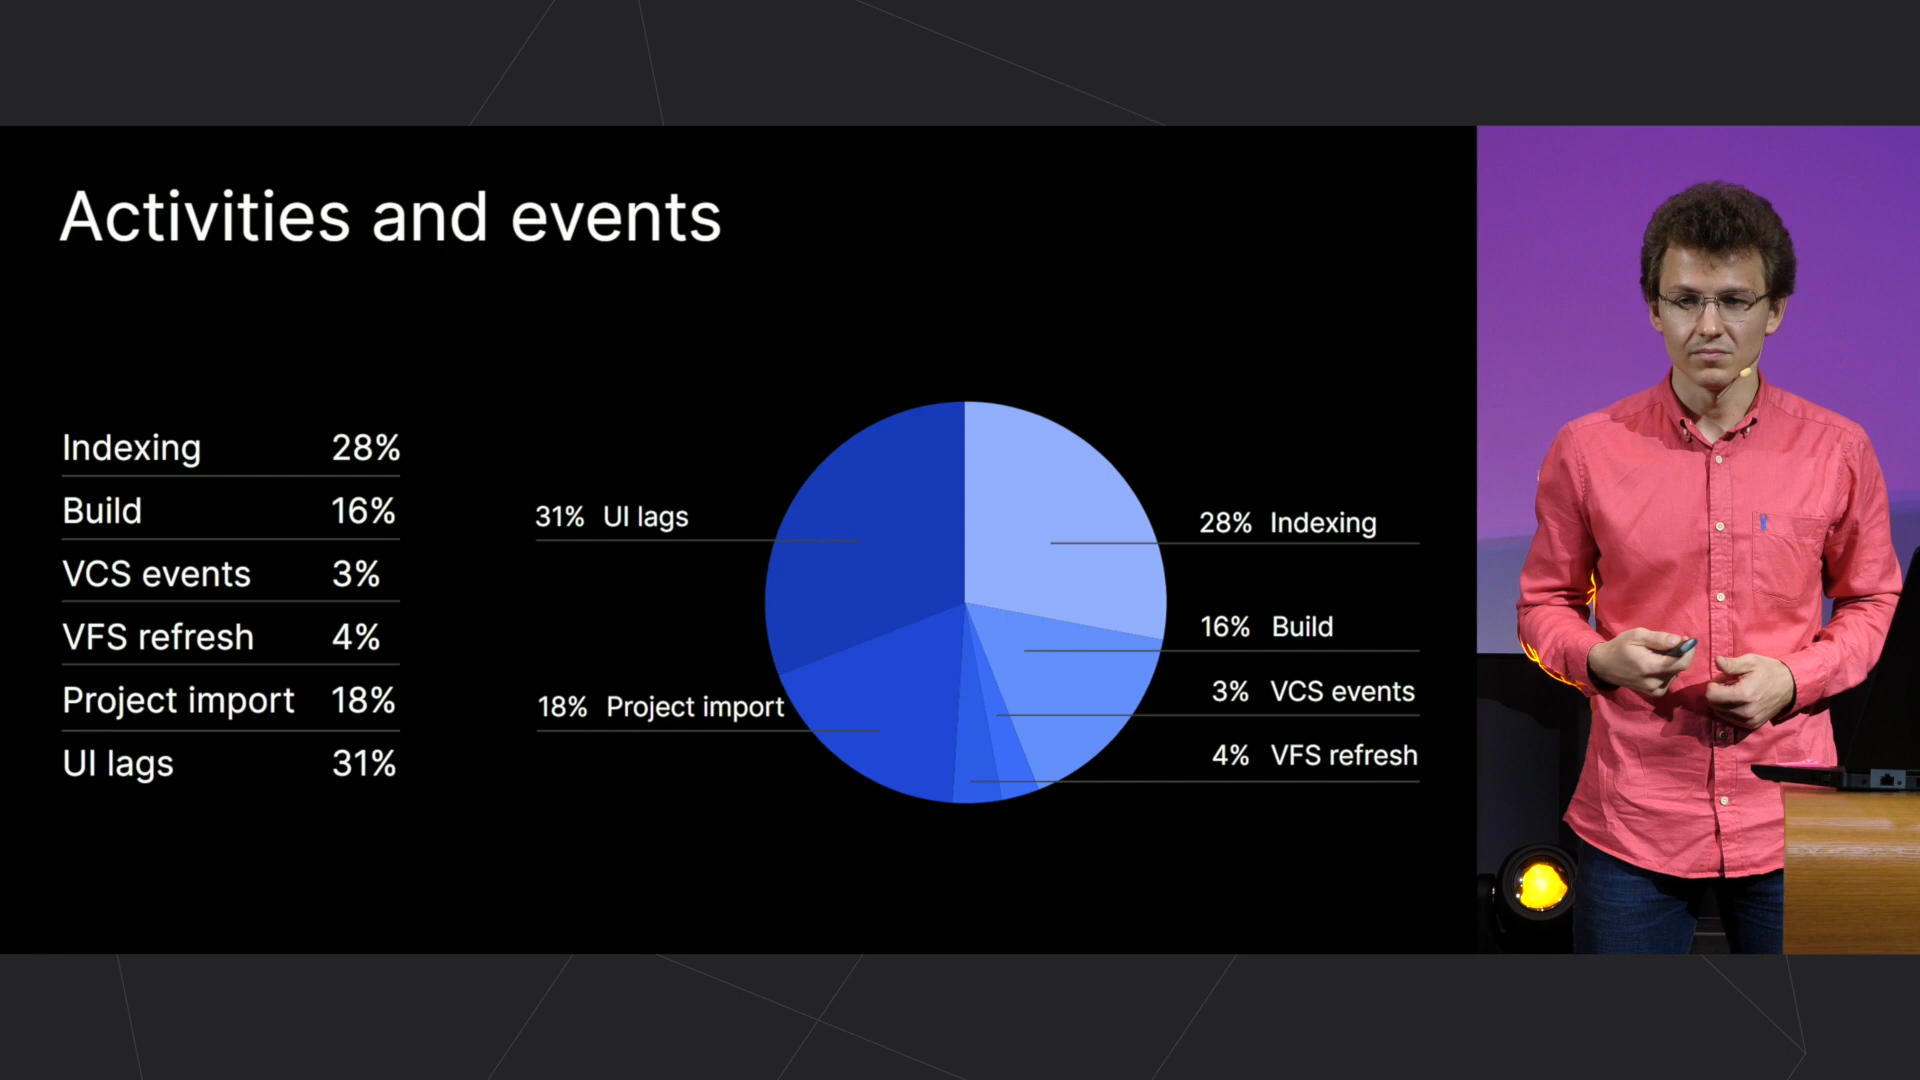 Activities and events
Indexing 28%
Build 16%
VCS events 3%
VFS refresh 4%
Project import 18%
UI lags 31%
31% UI lags
18% Project import
28% Indexing
16% Build
3% VCS events
4% VFS refresh